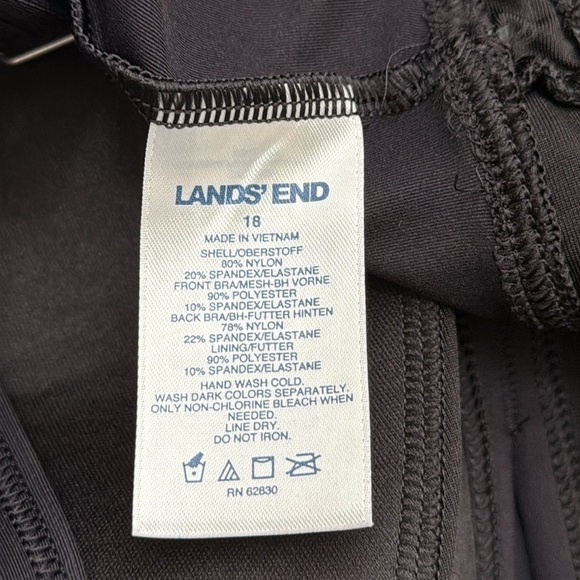 LANDS' END
18
MADE IN VIETNAM
SHELL/OBERSTOFF
80% NYLON
20% SPANDEX/ELASTANE
FRONT BRA/MESH-BH VORNE
90% POLYESTER
10% SPANDEX/ELASTANE
BACK BRA/BH-FUTTER HINTEN
78% NYLON
22% SPANDEX/ELASTANE
LINING/FUTTER
90% POLYESTER
10% SPANDEX/ELASTANE
HAND WASH COLD.
WASH DARK COLORS SEPARATELY.
ONLY NON-CHLORINE BLEACH WHEN
NEEDED.
LINE DRY.
DO NOT IRON.
RN 62830